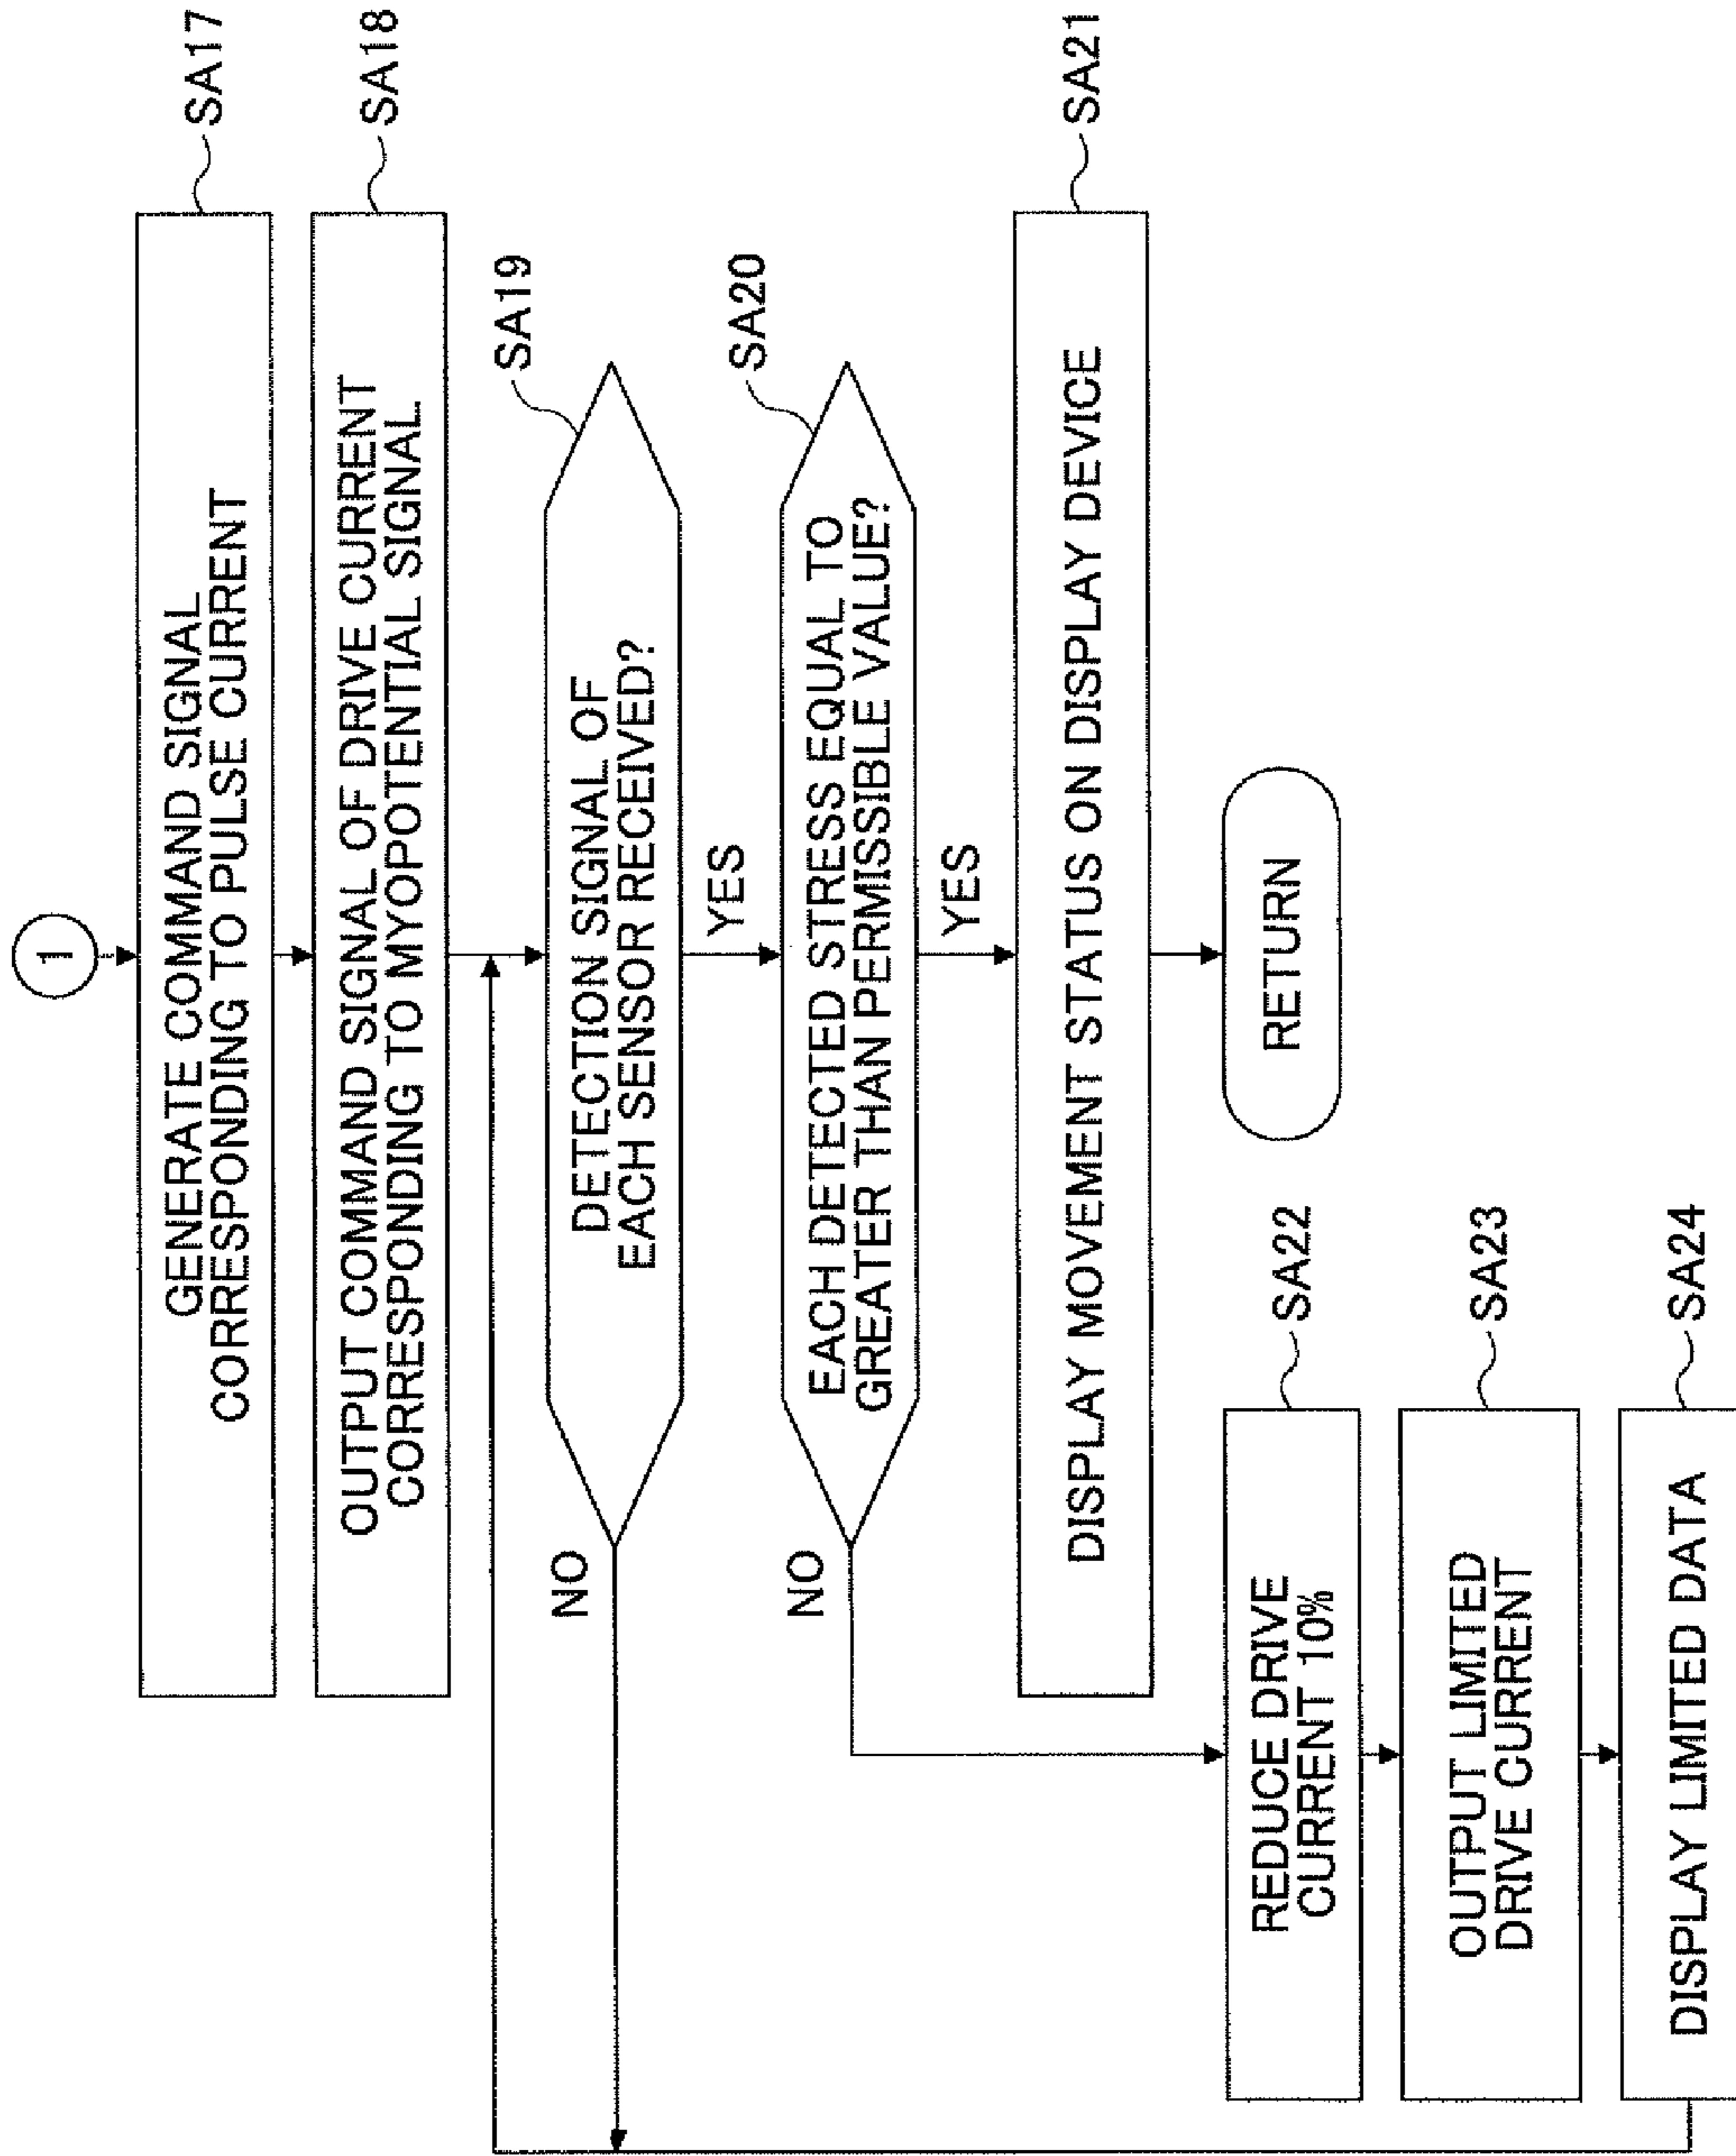 1
GENERATE COMMAND SIGNAL
CORRESPONDING TO PULSE CURRENT
SA17
OUTPUT COMMAND SIGNAL OF DRIVE CURRENT
CORRESPONDING TO MYOPOTENTIAL SIGNAL
SA18
DETECTION SIGNAL OF
EACH SENSOR RECEIVED?
SA19
NO
YES
EACH DETECTED STRESS EQUAL TO
GREATER THAN PERMISSIBLE VALUE?
SA20
NO
YES
DISPLAY MOVEMENT STATUS ON DISPLAY DEVICE
SA21
RETURN
REDUCE DRIVE
CURRENT 10%
SA22
OUTPUT LIMITED
DRIVE CURRENT
SA23
DISPLAY LIMITED DATA
SA24